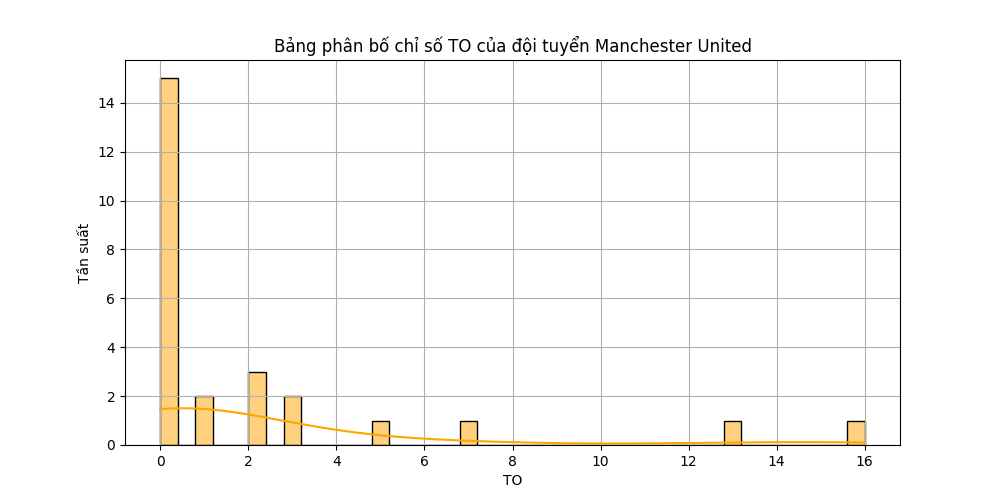 Bảng phân bố chỉ số TO của đội tuyển Manchester United
Tần suất
14
12
10
8
6
4
2
0
0 2 4 6 8 10 12 14 16
TO